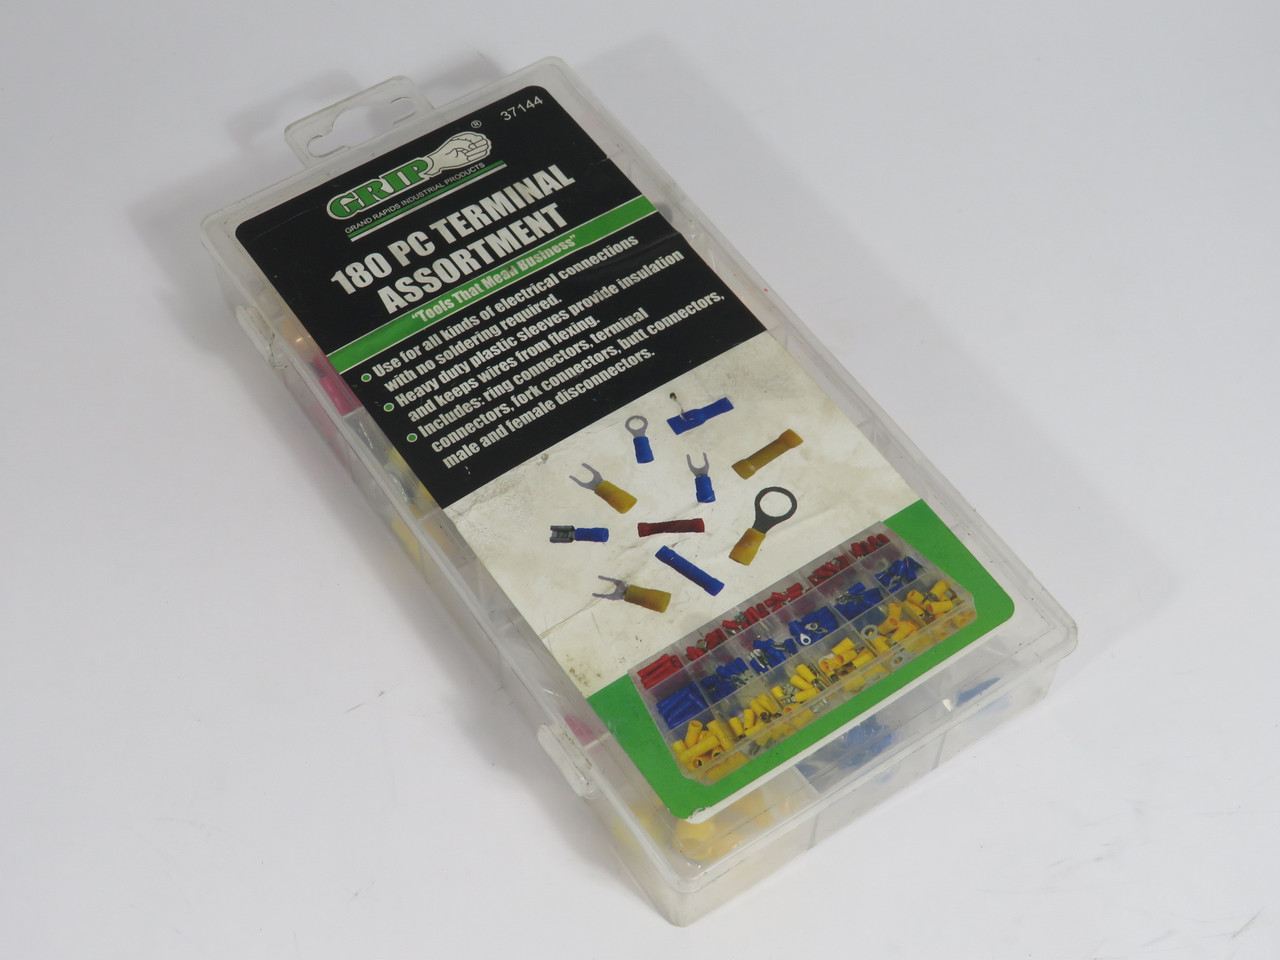 37144
GRIP®
GRAND RAPIDS INDUSTRIAL PRODUCTS
180 PC TERMINAL
ASSORTMENT
"Tools That Mean Business"
• Use for all kinds of electrical connections
with no soldering required.
• Heavy duty plastic sleeves provide insulation
and keeps wires from flexing.
• Includes: ring connectors, terminal
connectors, fork connectors, butt connectors,
male and female disconnectors.